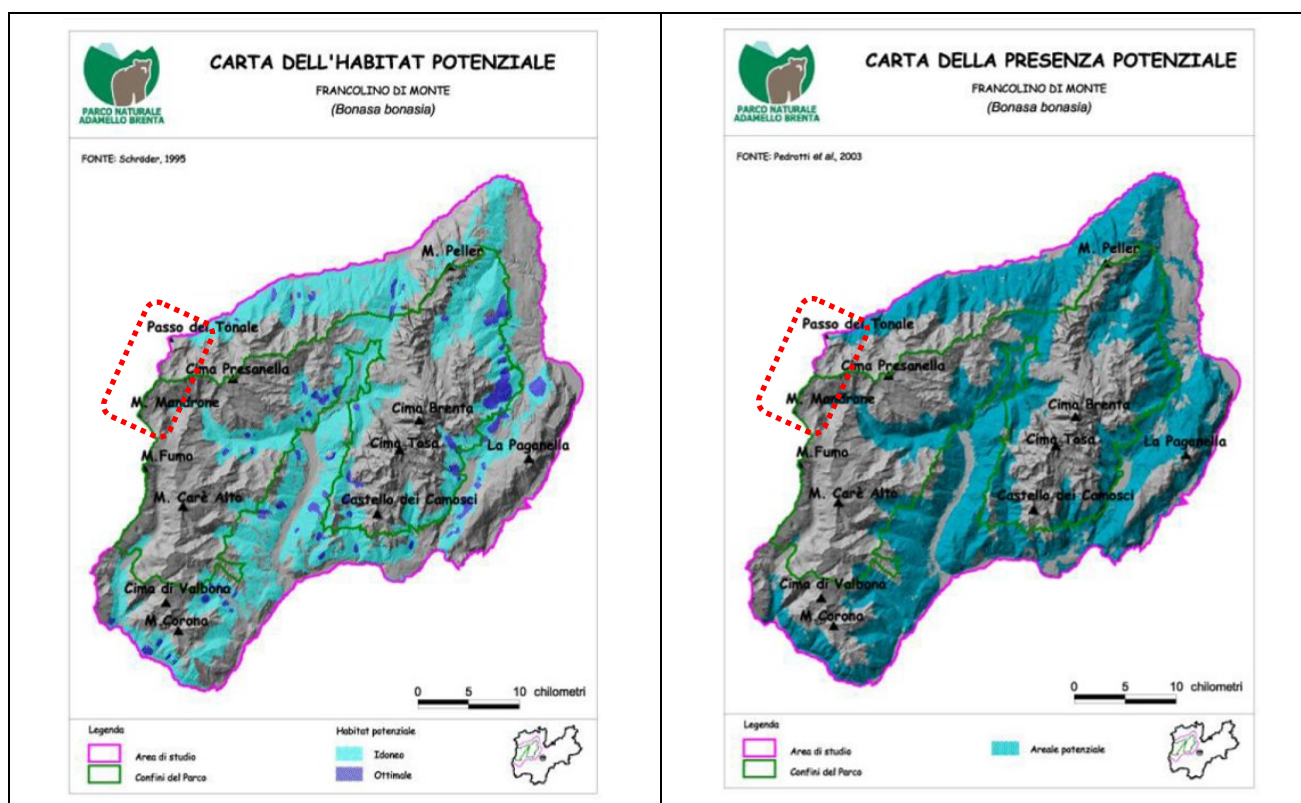 PARCO NATURALE
ADAMELLO BRENTA
CARTA DELL'HABITAT POTENZIALE
FRANCOLINO DI MONTE
(Bonasa bonasia)
FONTE: Schröder, 1995
M. Peller
Passo del Tonale
Cima Presanella
M. Mandrone
Cima Brenta
Cima Tosa
La Paganella
M.Fumo
M. Carè Alto
Castello dei Camosci
Cima di Valbona
M.Corona
0 5 10 chilometri
Legenda
Area di studio
Confini del Parco
Habitat potenziale
Idoneo
Ottimale
PARCO NATURALE
ADAMELLO BRENTA
CARTA DELLA PRESENZA POTENZIALE
FRANCOLINO DI MONTE
(Bonasa bonasia)
FONTE: Pedrotti et al., 2003
M. Peller
Passo del Tonale
Cima Presanella
M. Mandrone
Cima Brenta
Cima Tosa
La Paganella
M.Fumo
M. Carè Alto
Castello dei Camosci
Cima di Valbona
M.Corona
0 5 10 chilometri
Legenda
Area di studio
Confini del Parco
Areale potenziale